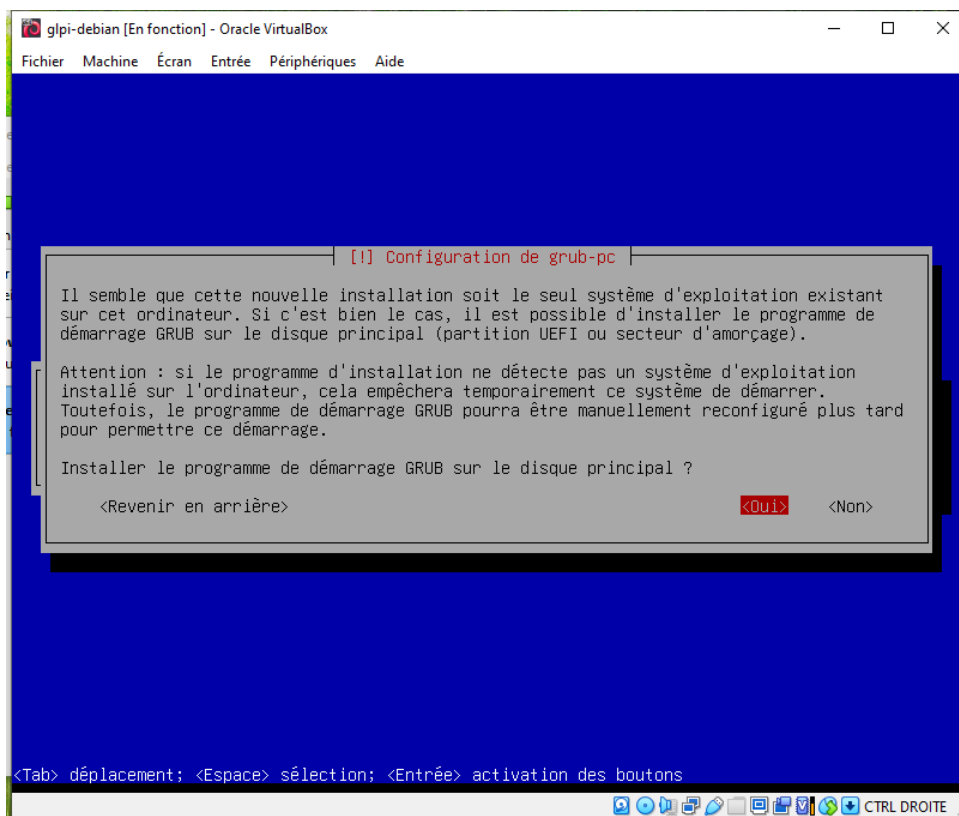 glpi-debian [En fonction] - Oracle VirtualBox
Fichier Machine Écran Entrée Périphériques Aide
[!] Configuration de grub-pc
Il semble que cette nouvelle installation soit le seul système d'exploitation existant
sur cet ordinateur. Si c'est bien le cas, il est possible d'installer le programme de
démarrage GRUB sur le disque principal (partition UEFI ou secteur d'amorçage).
Attention : si le programme d'installation ne détecte pas un système d'exploitation
installé sur l'ordinateur, cela empêchera temporairement ce système de démarrer.
Toutefois, le programme de démarrage GRUB pourra être manuellement reconfiguré plus tard
pour permettre ce démarrage.
Installer le programme de démarrage GRUB sur le disque principal ?
<Revenir en arrière> <Oui> <Non>
<Tab> déplacement; <Espace> sélection; <Entrée> activation des boutons
CTRL DROITE